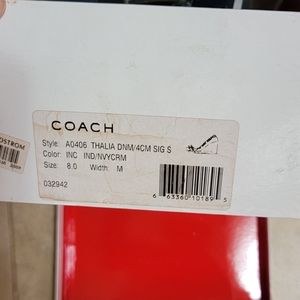 COACH
Style: A0406 THALIA DNM/4CM SIG S
Color: INC IND/NVYCRM
Size: 8.0 Width: M
032942
6 63360 10189 5